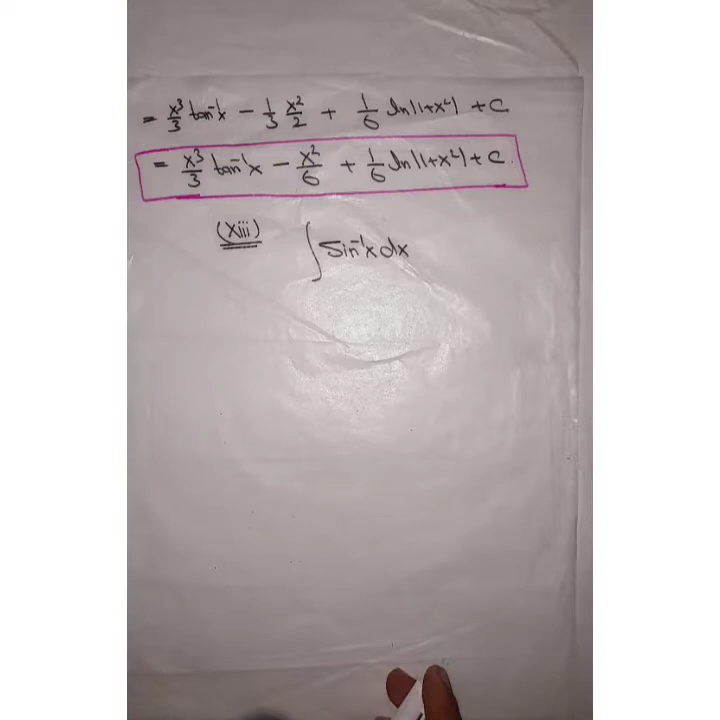 = x³/3 tan⁻¹x - 1/3 x²/2 + 1/6 ln|1+x²| + C
= x³/3 tan⁻¹x - x²/6 + 1/6 ln|1+x²| + C
(xiii) ∫ Sin⁻¹x dx